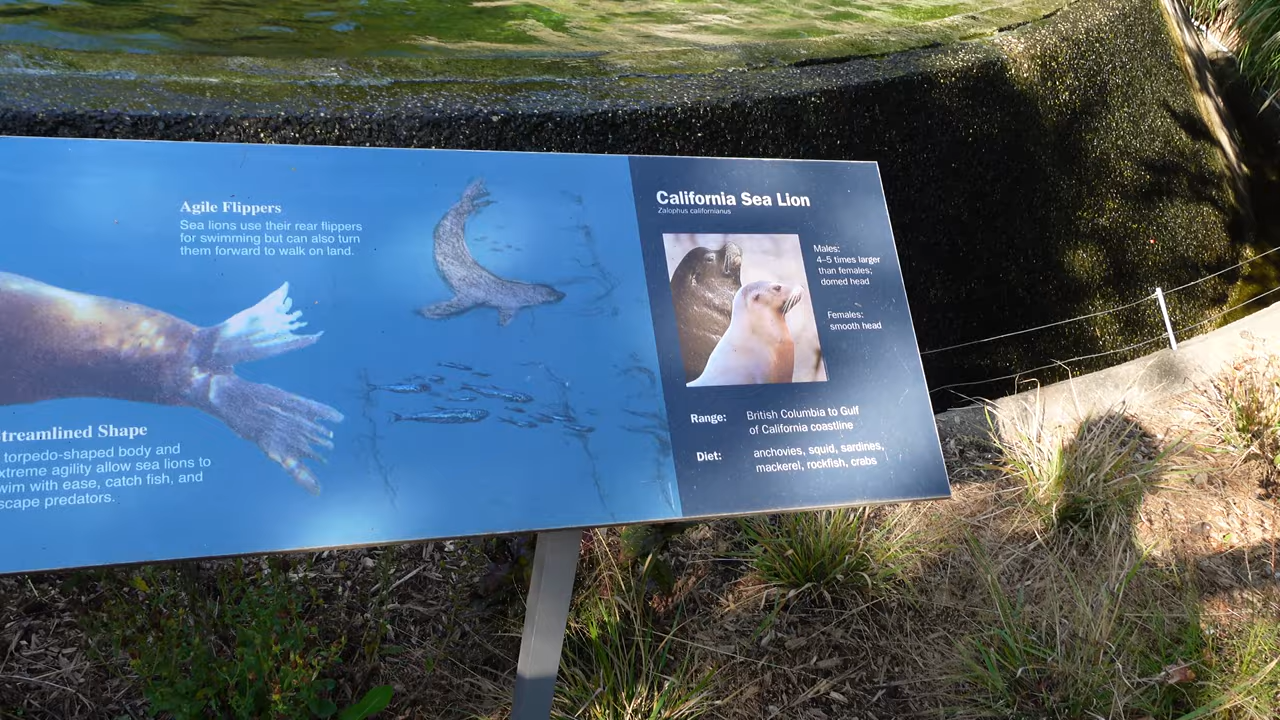 Agile Flippers
Sea lions use their rear flippers
for swimming but can also turn
them forward to walk on land.
Streamlined Shape
torpedo-shaped body and
xtreme agility allow sea lions to
wim with ease, catch fish, and
scape predators.
California Sea Lion
Zalophus californianus
Males:
4–5 times larger
than females;
domed head
Females:
smooth head
Range: British Columbia to Gulf
of California coastline
Diet: anchovies, squid, sardines,
mackerel, rockfish, crabs